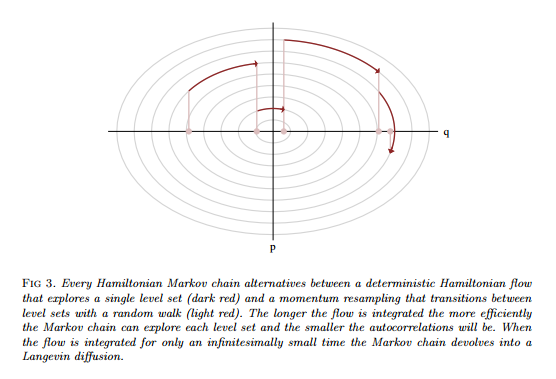 q
p
FIG 3. Every Hamiltonian Markov chain alternatives between a deterministic Hamiltonian flow
that explores a single level set (dark red) and a momentum resampling that transitions between
level sets with a random walk (light red). The longer the flow is integrated the more efficiently
the Markov chain can explore each level set and the smaller the autocorrelations will be. When
the flow is integrated for only an infinitesimally small time the Markov chain devolves into a
Langevin diffusion.